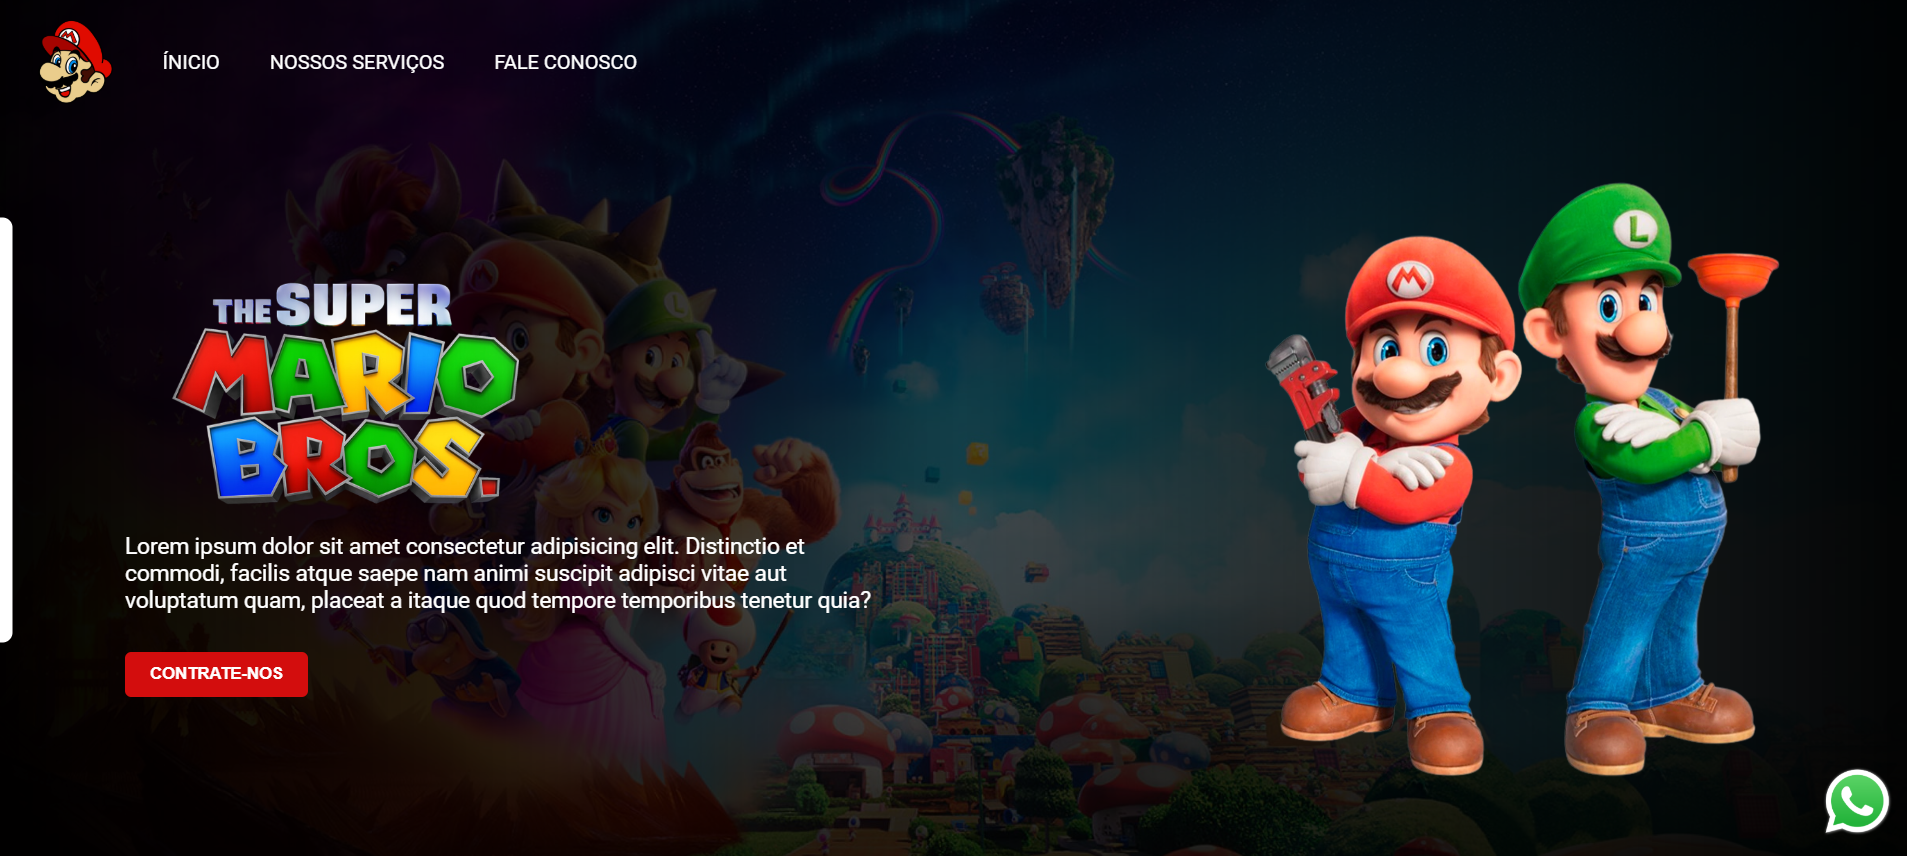 ÍNICIO
NOSSOS SERVIÇOS
FALE CONOSCO
THE SUPER
MARIO
BROS.
Lorem ipsum dolor sit amet consectetur adipisicing elit. Distinctio et
commodi, facilis atque saepe nam animi suscipit adipisci vitae aut
voluptatum quam, placeat a itaque quod tempore temporibus tenetur quia?
CONTRATE-NOS
M
L